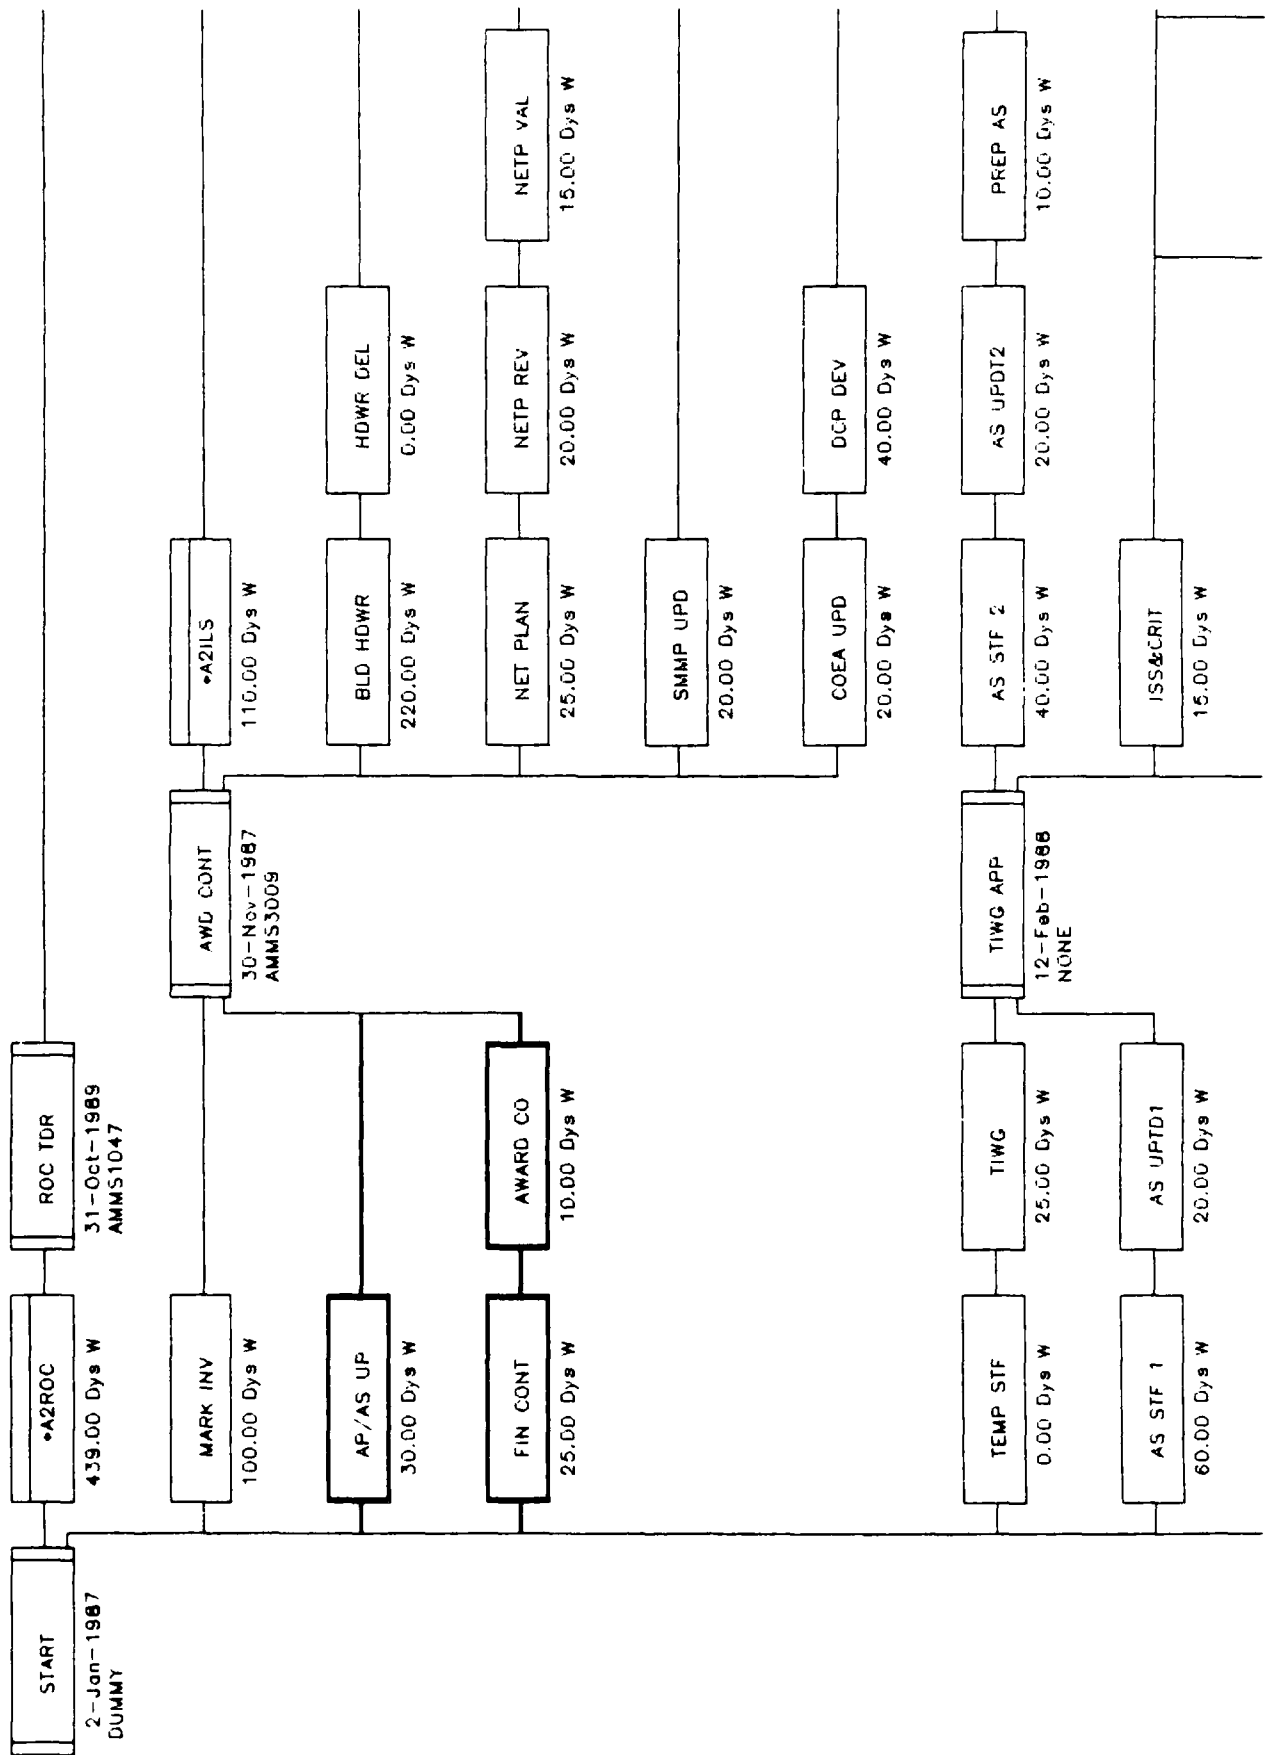 START
2-Jan-1987
DUMMY
•A2ROC
439.00 Dys W
ROC TDR
31-Oct-1989
AMMS1047
MARK INV
100.00 Dys W
AWD CONT
30-Nov-1987
AMMS3009
•A2ILS
110.00 Dys W
AP/AS UP
30.00 Dys W
BLD HDWR
220.00 Dys W
HDWR DEL
0.00 Dys W
FIN CONT
25.00 Dys W
AWARD CO
10.00 Dys W
NET PLAN
25.00 Dys W
NETP REV
20.00 Dys W
NETP VAL
15.00 Dys W
SMMP UPD
20.00 Dys W
COEA UPD
20.00 Dys W
DCP DEV
40.00 Dys W
TEMP STF
0.00 Dys W
TIWG
25.00 Dys W
TIWG APP
12-Feb-1988
NONE
AS STF 2
40.00 Dys W
AS UPDT2
20.00 Dys W
PREP AS
10.00 Dys W
AS STF 1
60.00 Dys W
AS UPTD1
20.00 Dys W
ISS&CRIT
15.00 Dys W